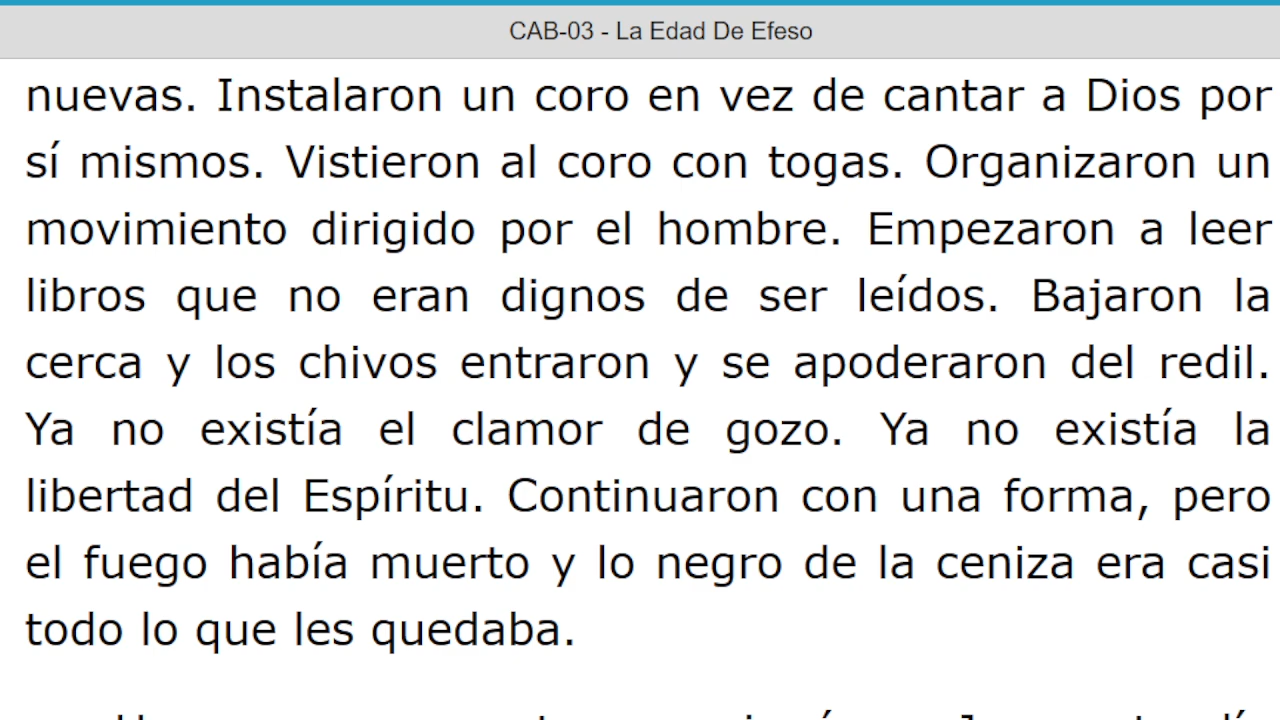 CAB-03 - La Edad De Efeso
nuevas. Instalaron un coro en vez de cantar a Dios por
sí mismos. Vistieron al coro con togas. Organizaron un
movimiento dirigido por el hombre. Empezaron a leer
libros que no eran dignos de ser leídos. Bajaron la
cerca y los chivos entraron y se apoderaron del redil.
Ya no existía el clamor de gozo. Ya no existía la
libertad del Espíritu. Continuaron con una forma, pero
el fuego había muerto y lo negro de la ceniza era casi
todo lo que les quedaba.